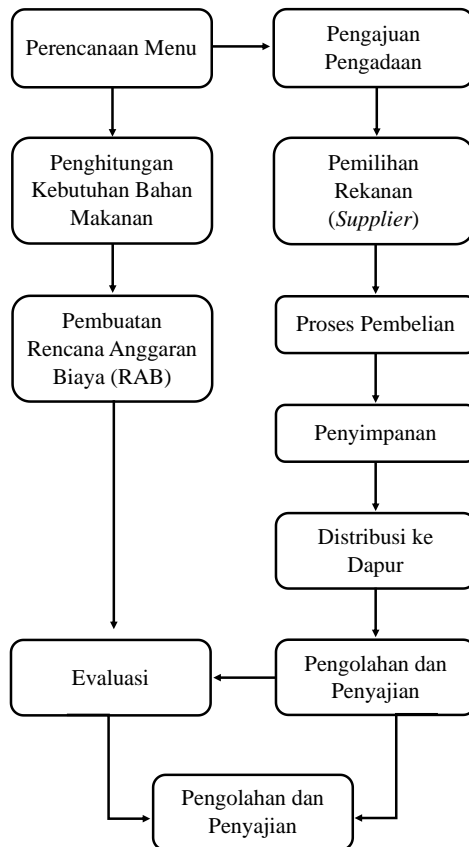 Perencanaan Menu
Pengajuan
Pengadaan
Penghitungan
Kebutuhan Bahan
Makanan
Pemilihan
Rekanan
(Supplier)
Pembuatan
Rencana Anggaran
Biaya (RAB)
Proses Pembelian
Penyimpanan
Distribusi ke
Dapur
Evaluasi
Pengolahan dan
Penyajian
Pengolahan dan
Penyajian